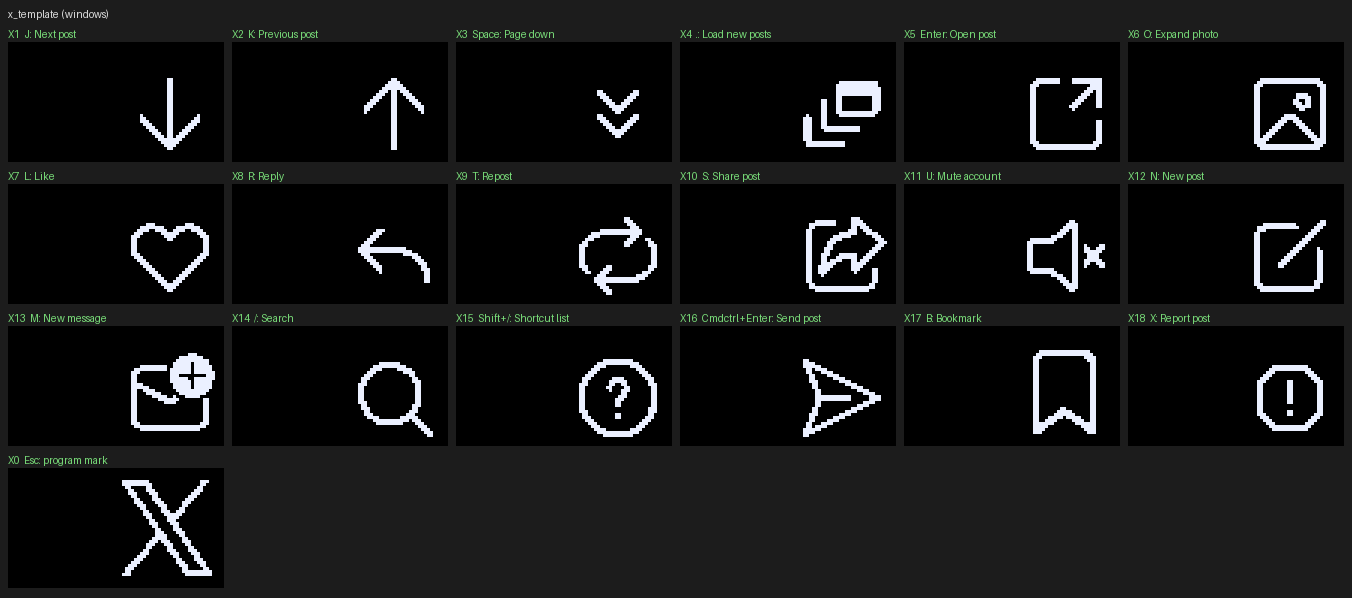 x_template (windows)
X1 J: Next post
X2 K: Previous post
X3 Space: Page down
X4 .: Load new posts
X5 Enter: Open post
X6 O: Expand photo
X7 L: Like
X8 R: Reply
X9 T: Repost
X10 S: Share post
X11 U: Mute account
X12 N: New post
X13 M: New message
X14 /: Search
X15 Shift+/: Shortcut list
X16 Cmdctrl+Enter: Send post
X17 B: Bookmark
X18 X: Report post
?
!
X0 Esc: program mark
X